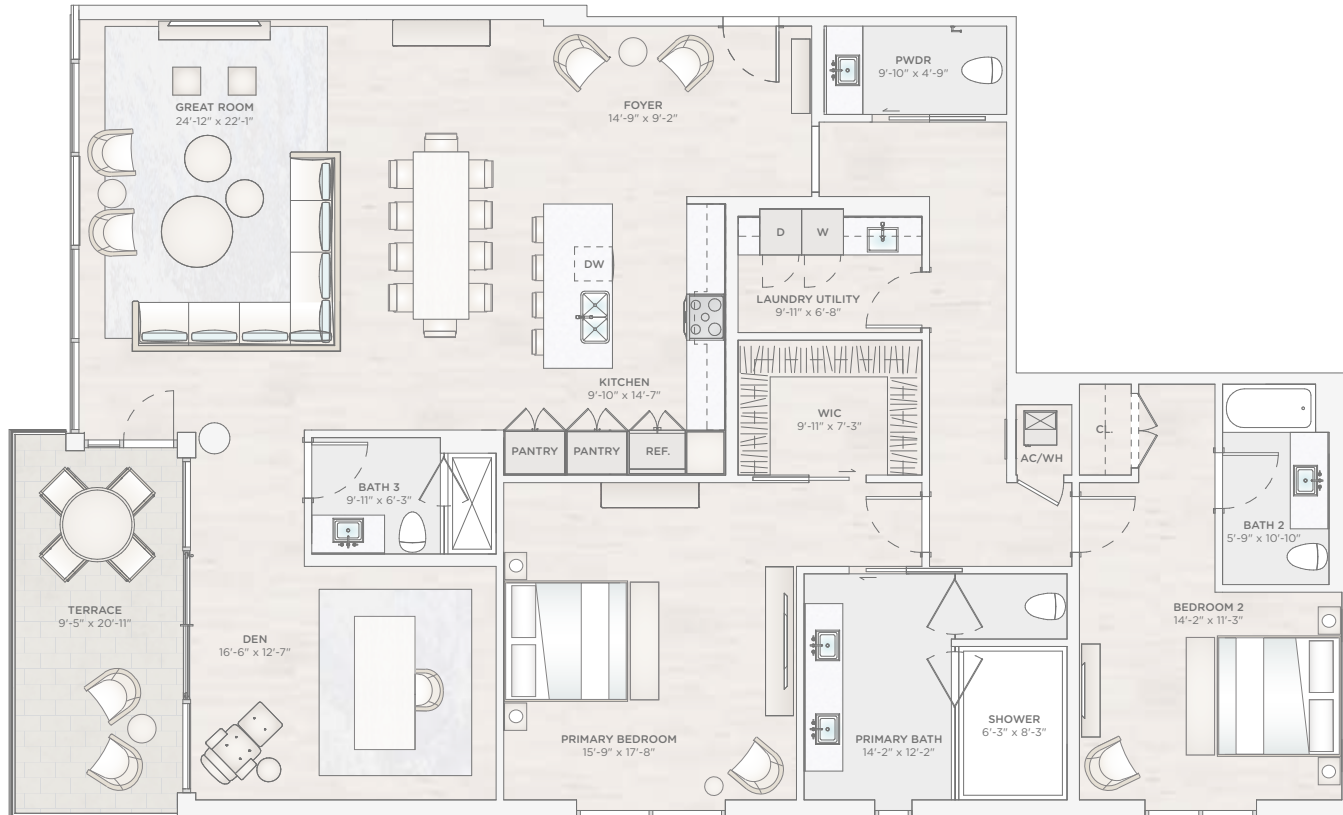 PWDR
9'-10" x 4'-9"
GREAT ROOM
24'-12" x 22'-1"
FOYER
14'-9" x 9'-2"
D
W
DW
LAUNDRY UTILITY
9'-11" x 6'-8"
KITCHEN
9'-10" x 14'-7"
WIC
9'-11" x 7'-3"
CL.
PANTRY
PANTRY
REF.
AC/WH
BATH 3
9'-11" x 6'-3"
BATH 2
5'-9" x 10'-10"
TERRACE
9'-5" x 20'-11"
BEDROOM 2
14'-2" x 11'-3"
DEN
16'-6" x 12'-7"
SHOWER
6'-3" x 8'-3"
PRIMARY BEDROOM
15'-9" x 17'-8"
PRIMARY BATH
14'-2" x 12'-2"